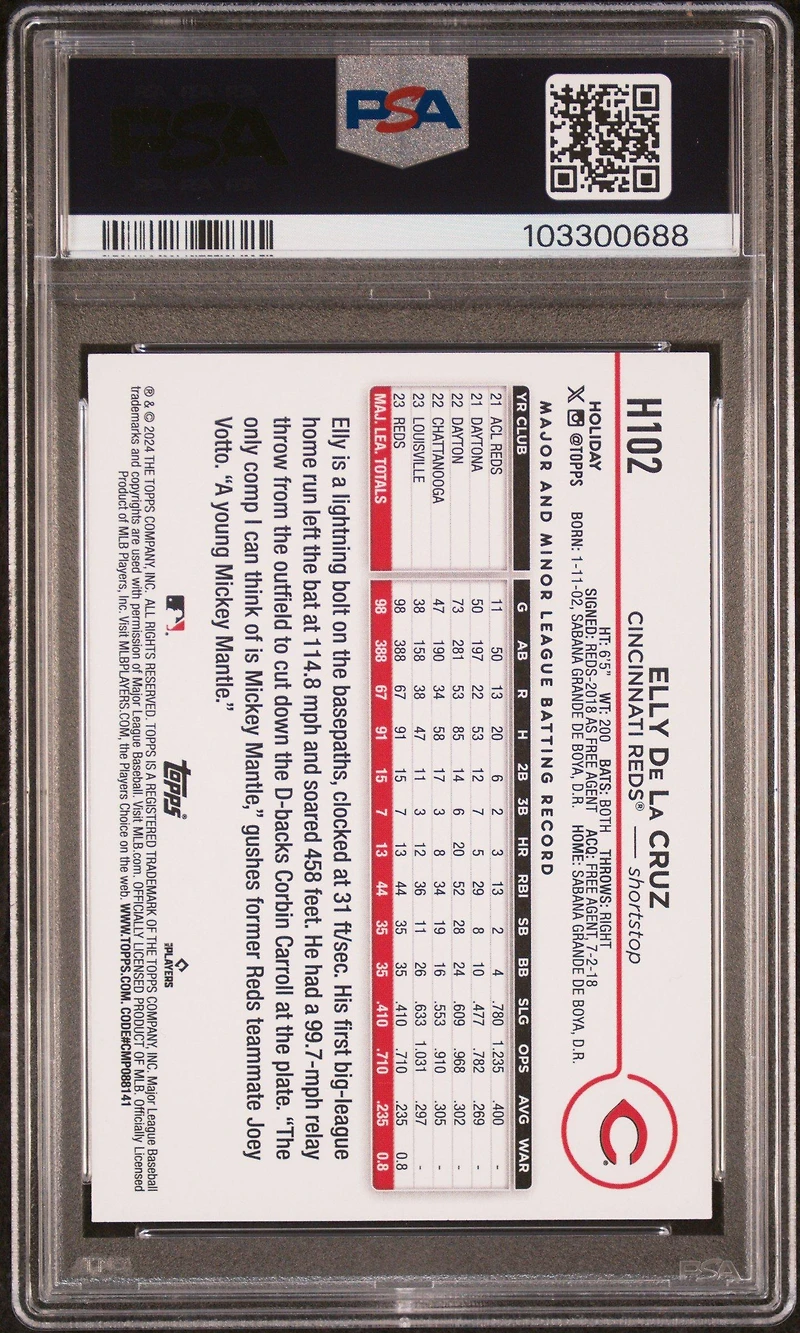 PSA
103300688
H102
ELLY DE LA CRUZ
CINCINNATI REDS® — shortstop
C
HOLIDAY
@TOPPS
HT: 6'5" WT: 200 BATS: BOTH THROWS: RIGHT
SIGNED: REDS-2018 AS FREE AGENT ACQ: FREE AGENT, 7-2-18
BORN: 1-11-02, SABANA GRANDE DE BOYA, D.R. HOME: SABANA GRANDE DE BOYA, D.R.
MAJOR AND MINOR LEAGUE BATTING RECORD
YR CLUB G AB R H 2B 3B HR RBI SB BB SLG OPS AVG WAR
21 ACL REDS 11 50 13 20 6 2 3 13 2 4 .780 1.235 .400 -
21 DAYTONA 50 197 22 53 12 7 5 29 8 10 .477 .782 .269 -
22 DAYTON 73 281 53 85 14 6 20 52 28 24 .609 .968 .302 -
22 CHATTANOOGA 47 190 34 58 17 3 8 34 19 16 .553 .910 .305 -
23 LOUISVILLE 38 158 38 47 11 3 12 36 11 26 .633 1.031 .297 -
23 REDS 98 388 67 91 15 7 13 44 35 35 .410 .710 .235 0.8
MAJ. LEA. TOTALS 98 388 67 91 15 7 13 44 35 35 .410 .710 .235 0.8
Elly is a lightning bolt on the basepaths, clocked at 31 ft/sec. His first big-league
home run left the bat at 114.8 mph and soared 458 feet. He had a 99.7-mph relay
throw from the outfield to cut down the D-backs Corbin Carroll at the plate. “The
only comp I can think of is Mickey Mantle,” gushes former Reds teammate Joey
Votto. “A young Mickey Mantle.”
topps®
PLAYERS
® & © 2024 THE TOPPS COMPANY, INC. ALL RIGHTS RESERVED. TOPPS IS A REGISTERED TRADEMARK OF THE TOPPS COMPANY, INC. Major League Baseball
trademarks and copyrights are used with permission of Major League Baseball. Visit MLB.com. OFFICIALLY LICENSED PRODUCT OF MLB. Officially Licensed
Product of MLB Players, Inc. Visit MLBPLAYERS.COM, the Players Choice on the web. WWW.TOPPS.COM. CODE#CMP088141
PSA